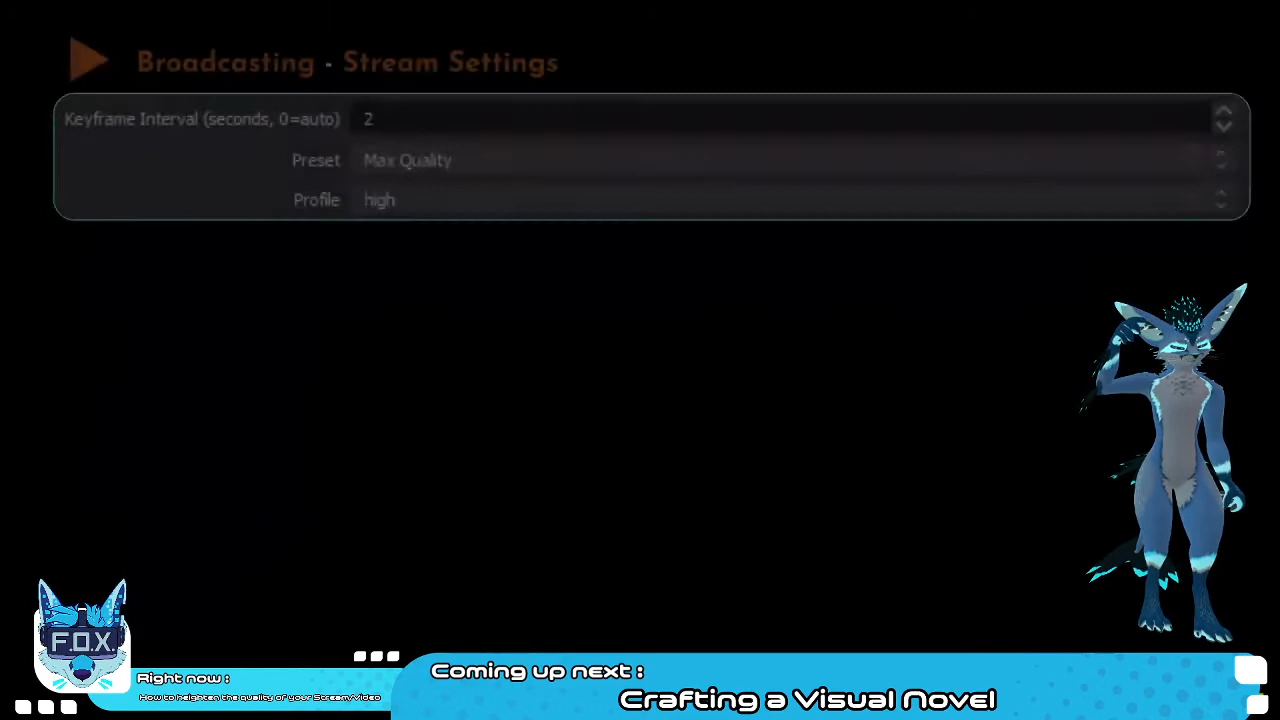 Broadcasting - Stream Settings
Keyframe Interval (seconds, 0=auto) 2
Preset Max Quality
Profile high
F.O.X
Right now :
How to heighten the quality of your Stream/Video
Coming up next :
Crafting a Visual Novel